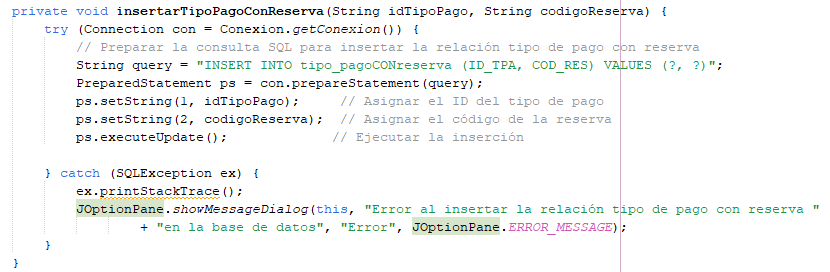 private void insertarTipoPagoConReserva(String idTipoPago, String codigoReserva) {
    try (Connection con = Conexion.getConexion()) {
        // Preparar la consulta SQL para insertar la relación tipo de pago con reserva
        String query = "INSERT INTO tipo_pagoCONreserva (ID_TPA, COD_RES) VALUES (?, ?)";
        PreparedStatement ps = con.prepareStatement(query);
        ps.setString(1, idTipoPago);     // Asignar el ID del tipo de pago
        ps.setString(2, codigoReserva);  // Asignar el código de la reserva
        ps.executeUpdate();             // Ejecutar la inserción

    } catch (SQLException ex) {
        ex.printStackTrace();
        JOptionPane.showMessageDialog(this, "Error al insertar la relación tipo de pago con reserva "
                + "en la base de datos", "Error", JOptionPane.ERROR_MESSAGE);
    }
}